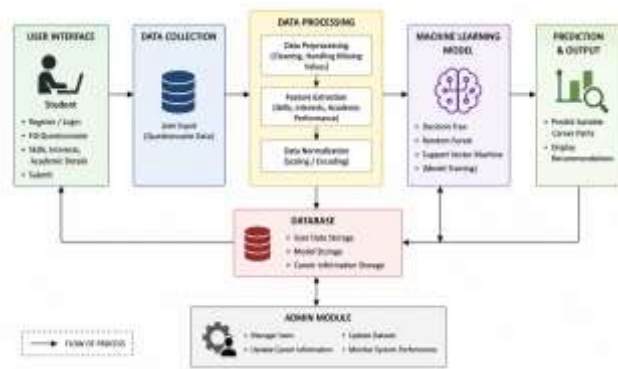 USER INTERFACE
Student
• Register / Login
• Fill Questionnaire
• Skills, Interests,
Academic Details
• Submit
DATA COLLECTION
User Input
(Questionnaire Data)
DATA PROCESSING
Data Preprocessing
(Cleaning, Handling Missing
Values)
Feature Extraction
(Skills, Interests, Academic
Performance)
Data Normalization
(Scaling / Encoding)
MACHINE LEARNING
MODEL
• Decision Tree
• Random Forest
• Support Vector Machine
• (Model Training)
PREDICTION
& OUTPUT
• Predict Suitable
Career Paths
• Display
Recommendations
DATABASE
• User Data Storage
• Model Storage
• Career Information Storage
ADMIN MODULE
• Manage Users
• Update Career Information
• Update Dataset
• Monitor System Performance
FLOW OF PROCESS